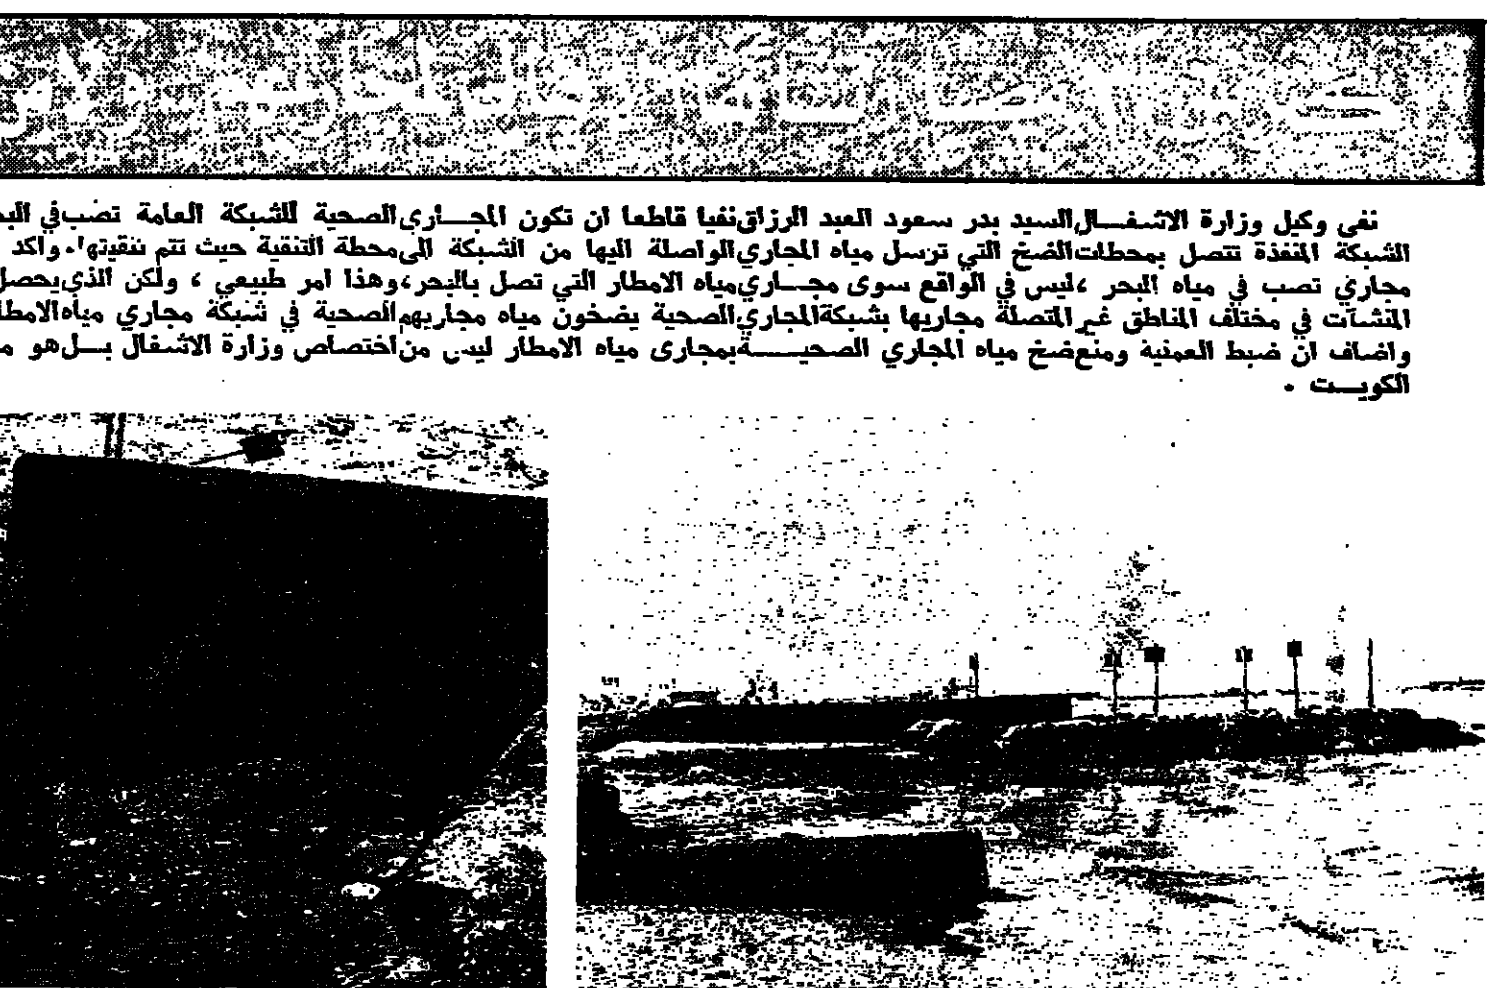 نفى وكيل وزارة الاشغـــال السيد بدر سعود العبد الرزاق نفيا قاطعا ان تكون المجـــاري الصحية للشبكة العامة تصب في
الشبكة المنفذة تتصل بمحطات الضخ التي ترسل مياه المجاري الواصلة اليها من الشبكة الى محطة التنقية حيث تتم تنقيتها. واكد
مجاري تصب في مياه البحر ، ليس في الواقع سوى مجـــاري مياه الامطار التي تصل بالبحر ، وهذا امر طبيعي ، ولكن الذي يحصل
المنشآت في مختلف المناطق غير المتصلة مجاريها بشبكة المجاري الصحية يضخون مياه مجاريهم الصحية في شبكة مجاري مياه
واضاف ان ضبط العملية ومنع ضخ مياه المجاري الصحيـــــة بمجارى مياه الامطار ليس من اختصاص وزارة الاشغال بـــل هو
الكويـــت .